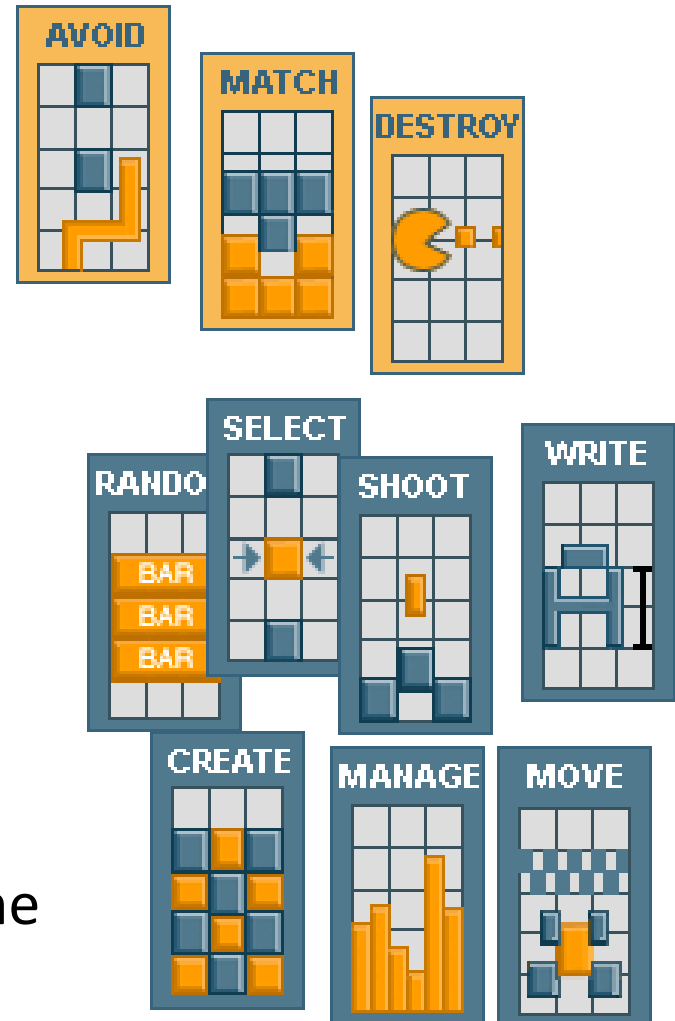 AVOID
MATCH
DESTROY
SELECT
WRITE
RANDO
SHOOT
BAR
BAR
BAR
CREATE
MANAGE
MOVE
ne